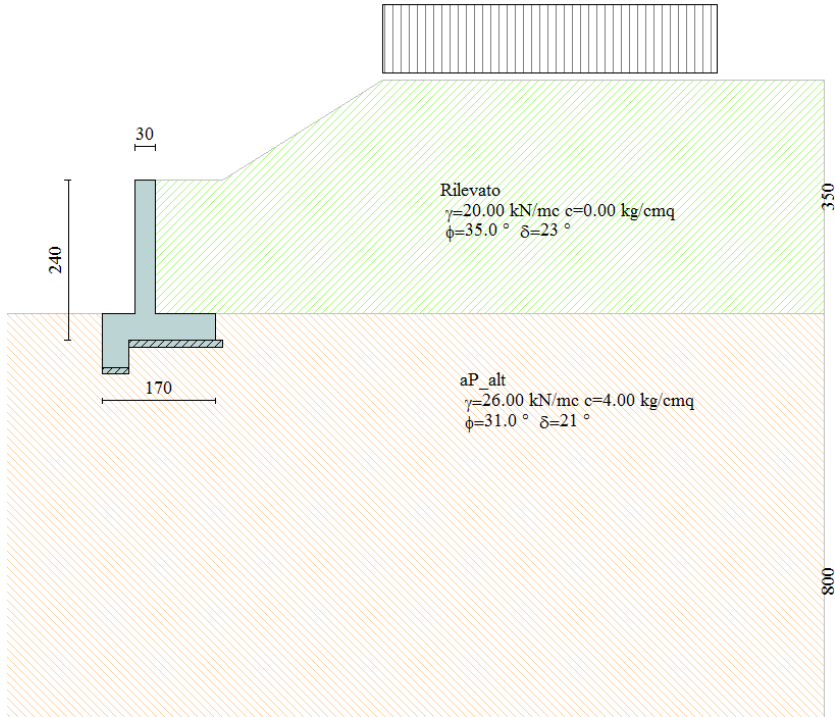 30
240
Rilevato
γ=20.00 kN/mc c=0.00 kg/cmq
ϕ=35.0 ° δ=23 °
350
170
aP_alt
γ=26.00 kN/mc c=4.00 kg/cmq
ϕ=31.0 ° δ=21 °
800